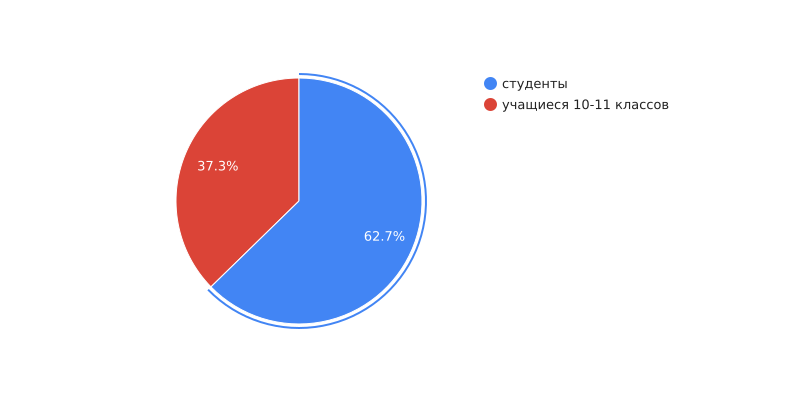 студенты
учащиеся 10-11 классов
37.3%
62.7%